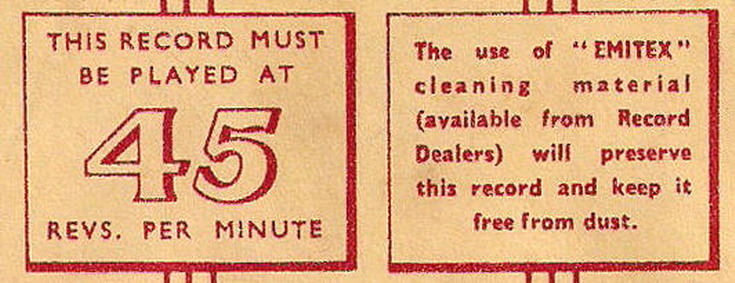 THIS RECORD MUST
BE PLAYED AT
45
REVS. PER MINUTE
The use of "EMITEX"
cleaning material
(available from Record
Dealers) will preserve
this record and keep it
free from dust.